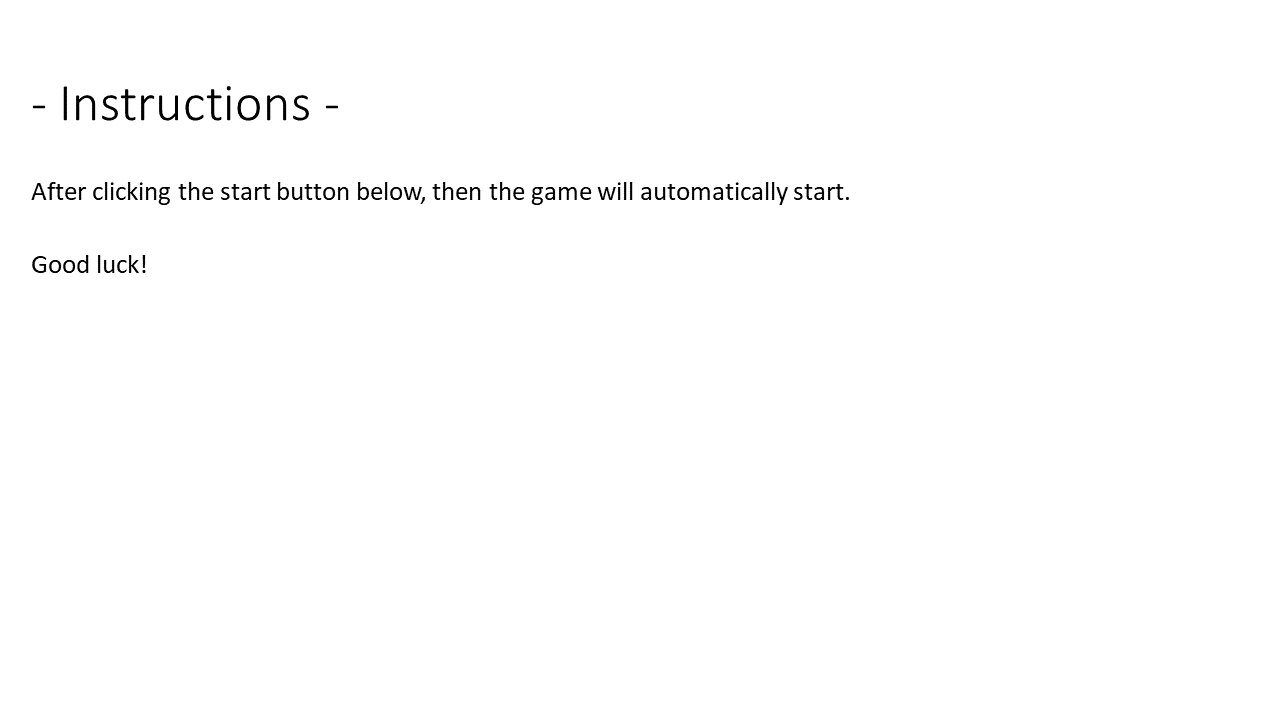 - Instructions -
After clicking the start button below, then the game will automatically start.
Good luck!